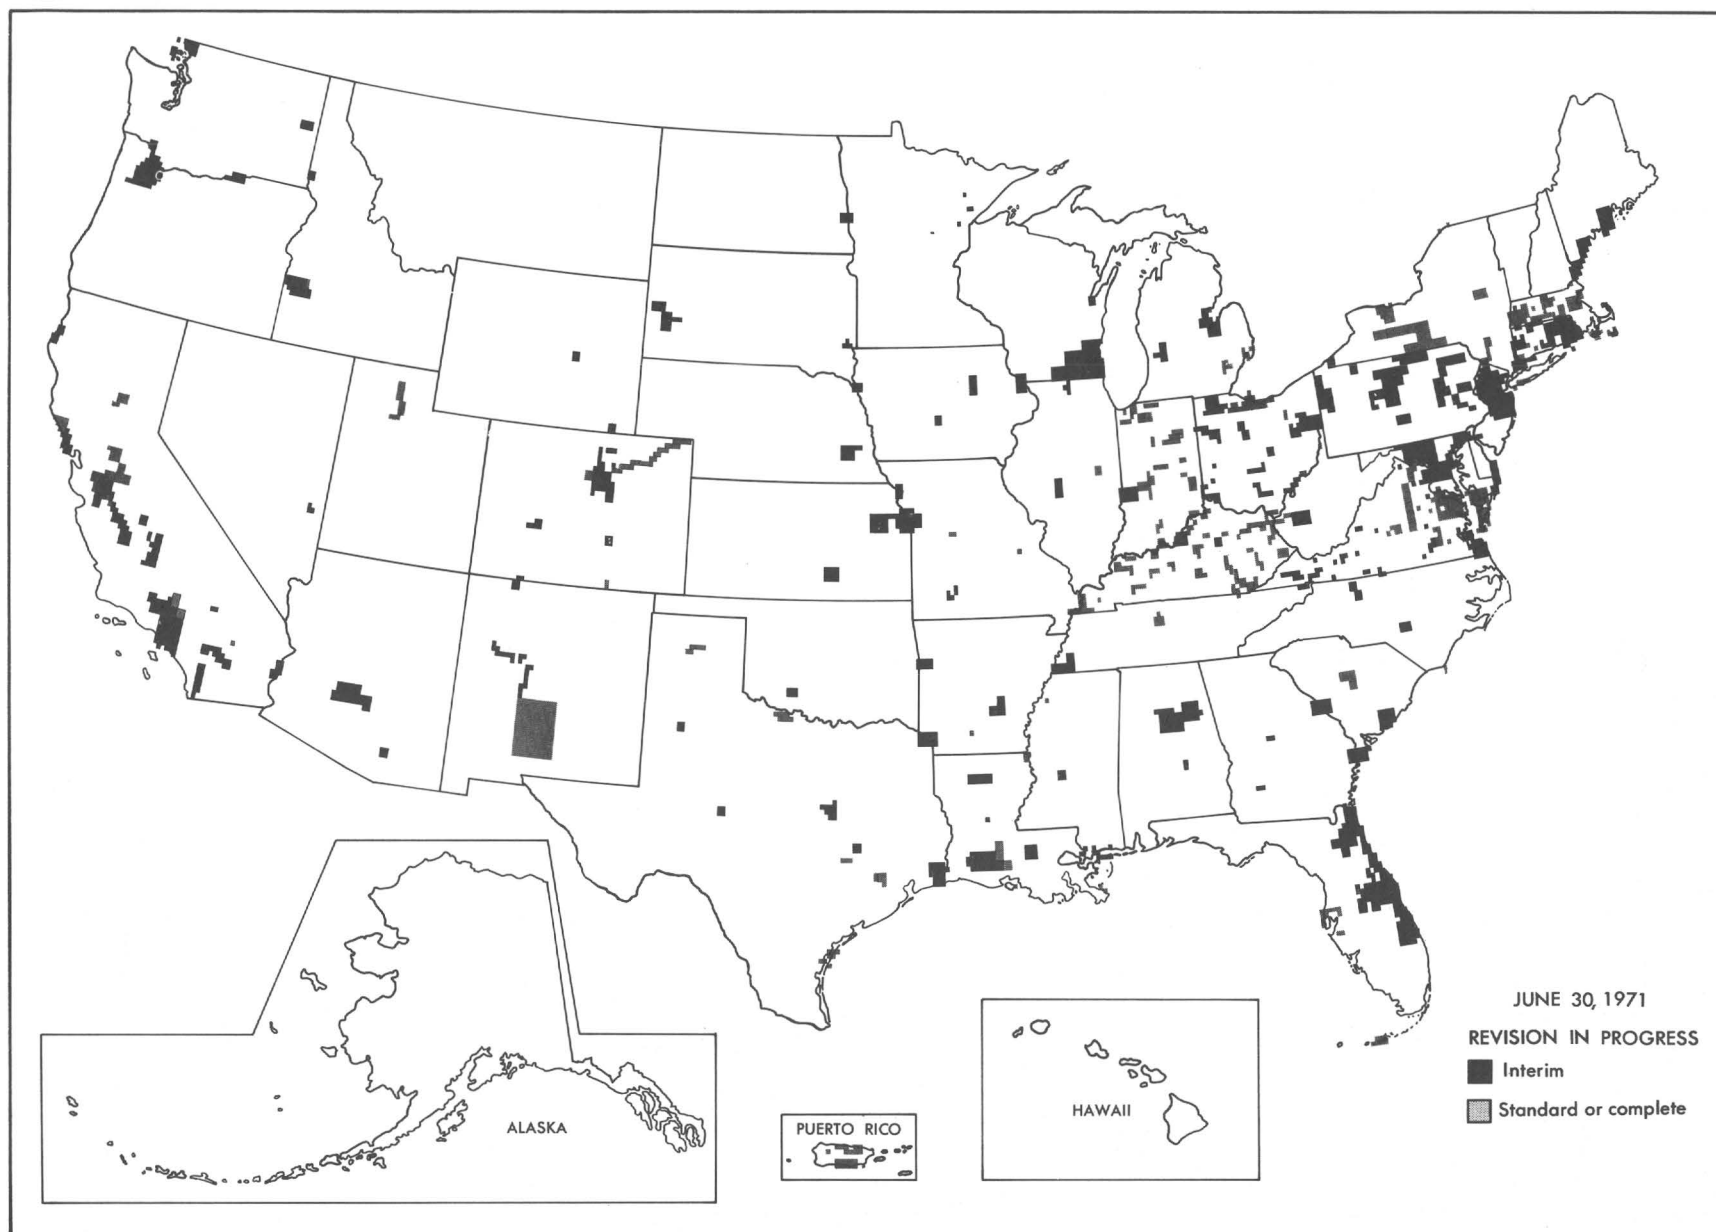 JUNE 30, 1971
REVISION IN PROGRESS
Interim
Standard or complete
ALASKA
PUERTO RICO
HAWAII